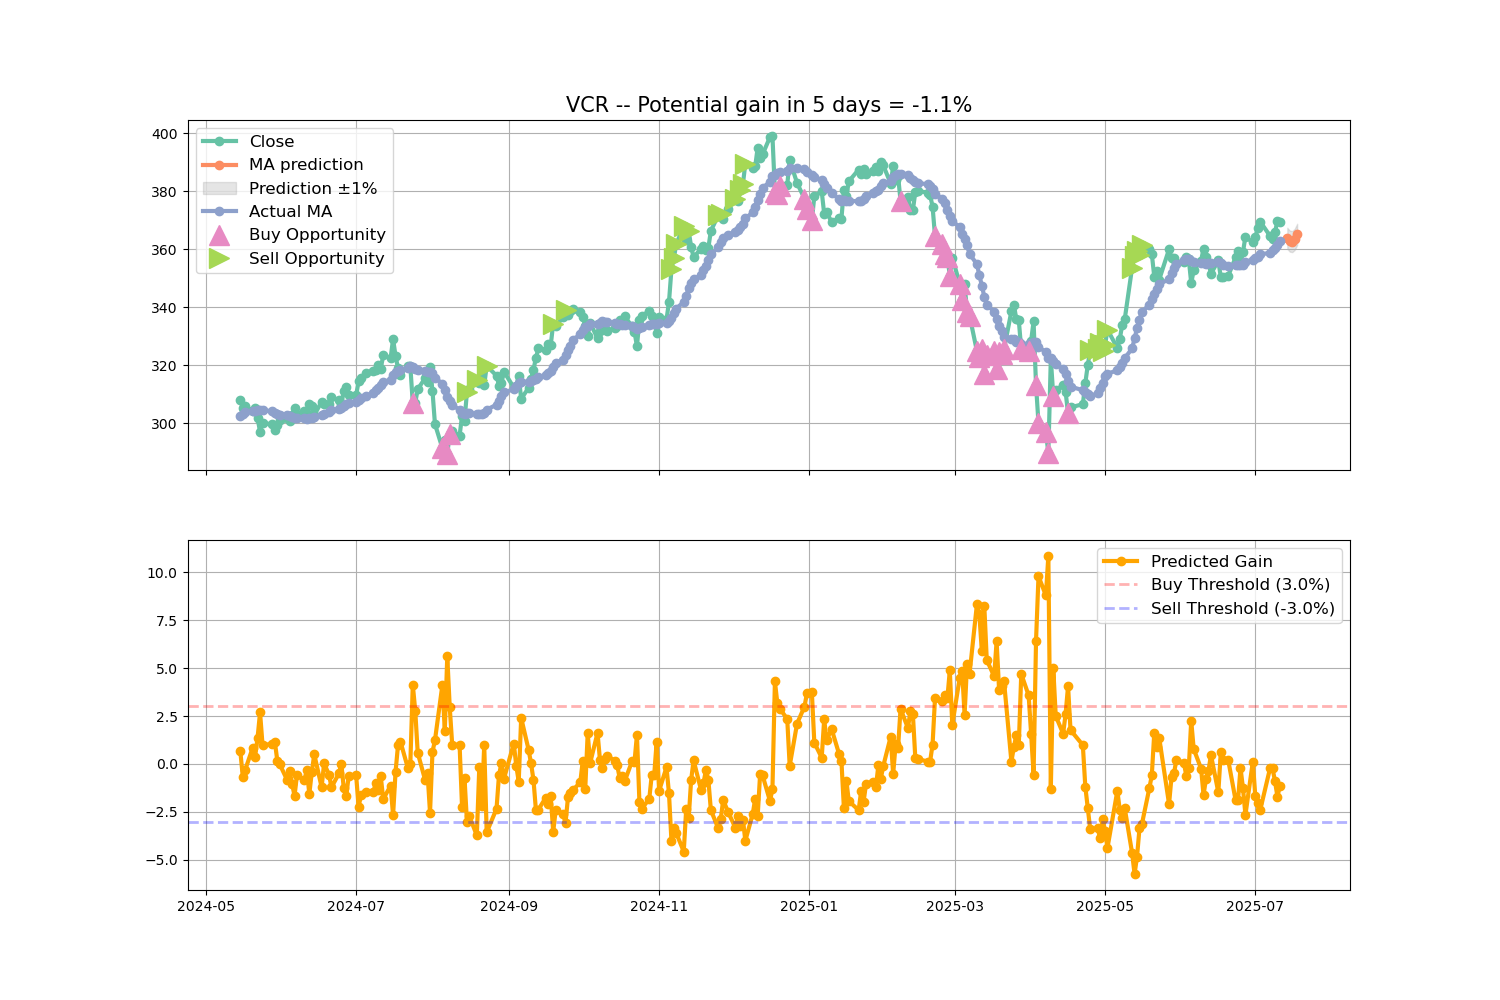 VCR -- Potential gain in 5 days = -1.1%
400
380
360
340
320
300
Close
MA prediction
Prediction ±1%
Actual MA
Buy Opportunity
Sell Opportunity
10.0
7.5
5.0
2.5
0.0
−2.5
−5.0
Predicted Gain
Buy Threshold (3.0%)
Sell Threshold (-3.0%)
2024-05
2024-07
2024-09
2024-11
2025-01
2025-03
2025-05
2025-07